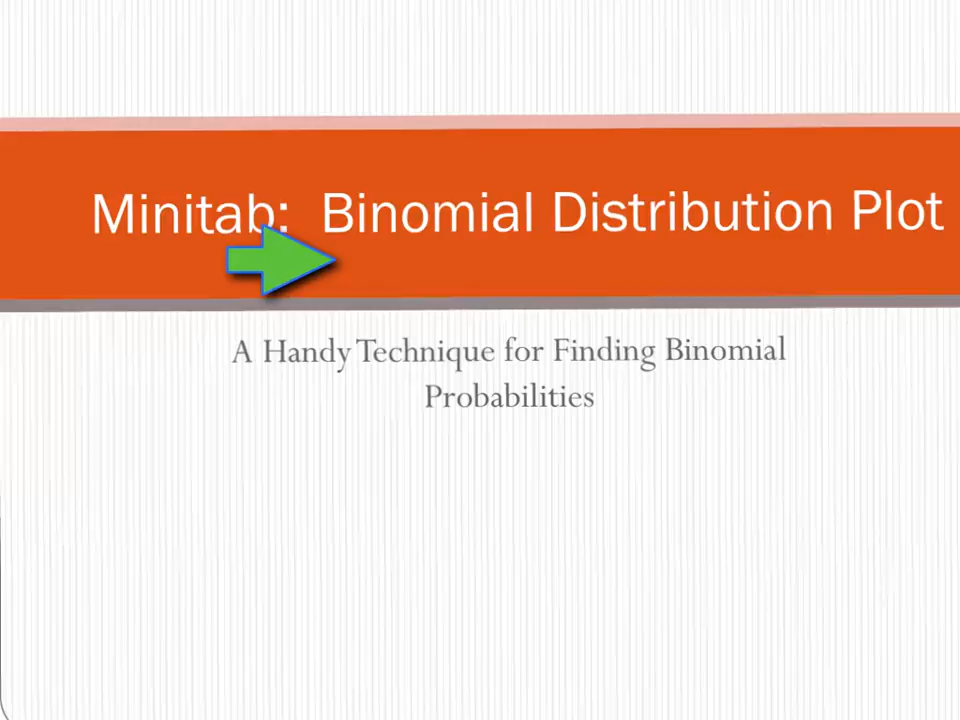 Minitab: Binomial Distribution Plot
A Handy Technique for Finding Binomial
Probabilities